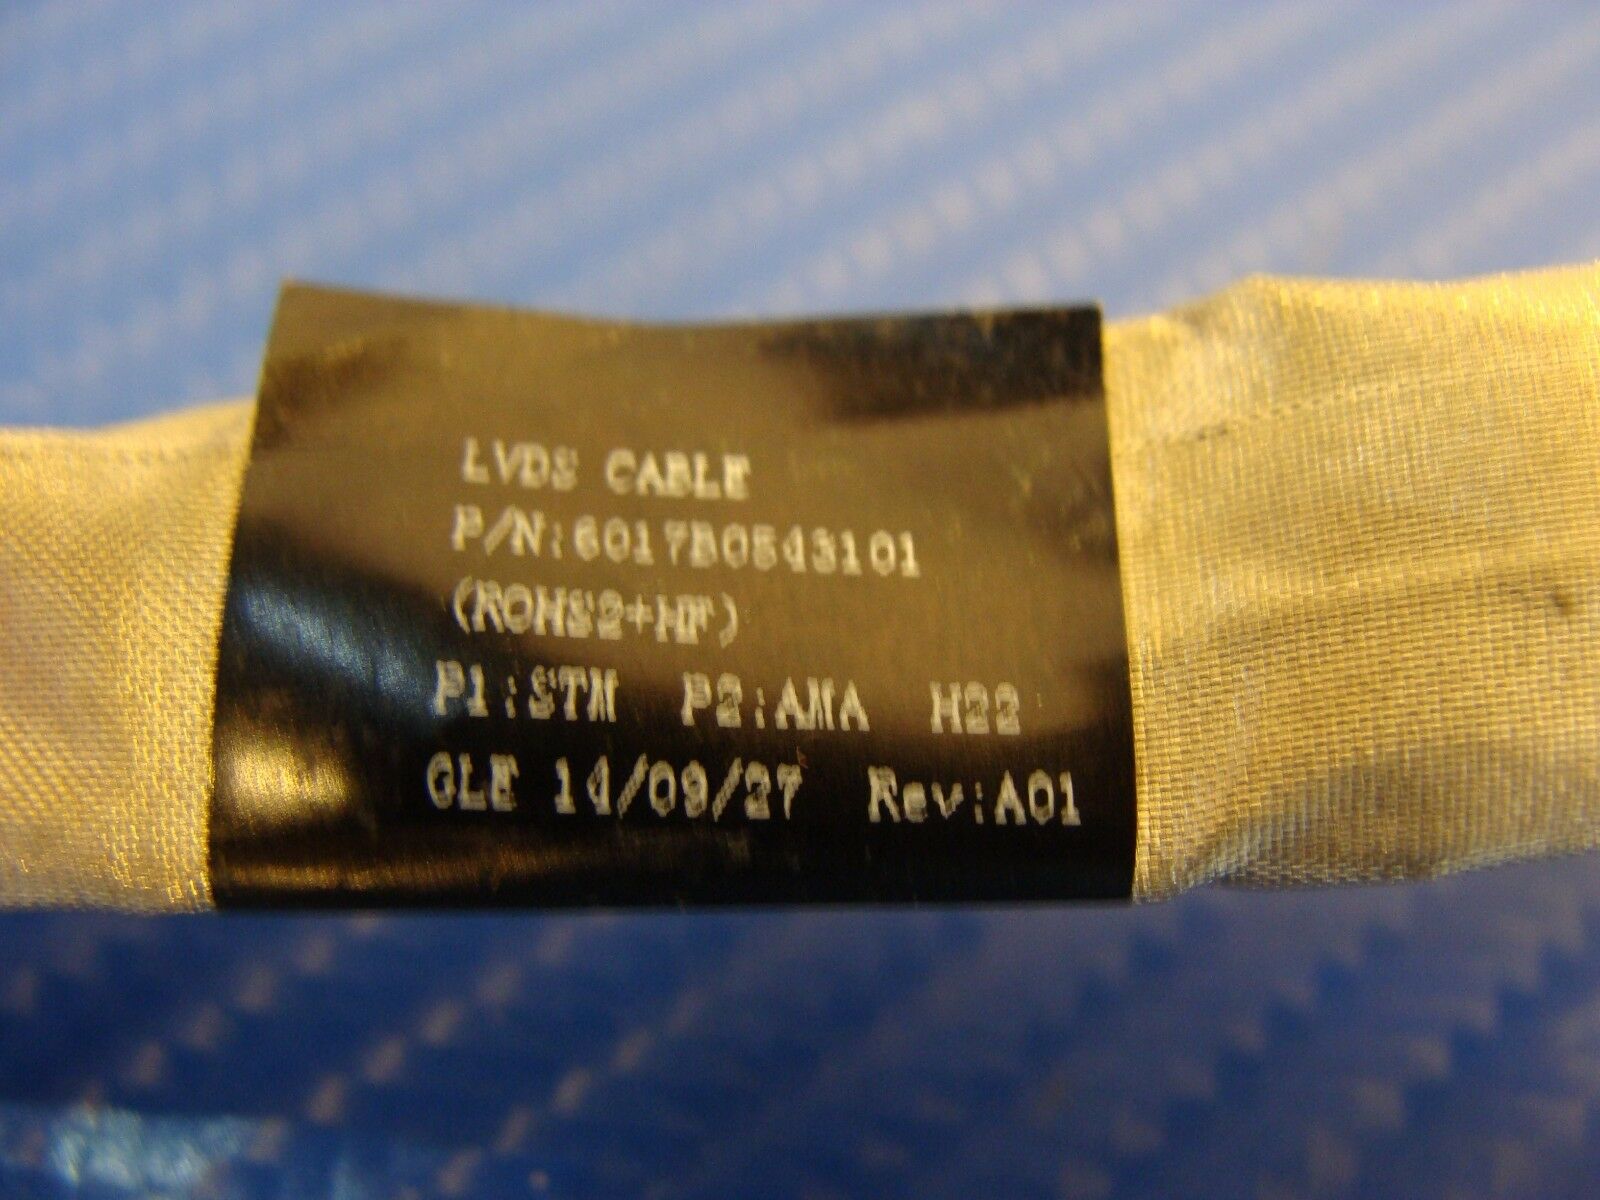 LVDS CABLE
P/N:6017B0543101
(ROHS2+HF)
P1:STM P2:AMA H22
GLE 14/09/27 Rev:A01